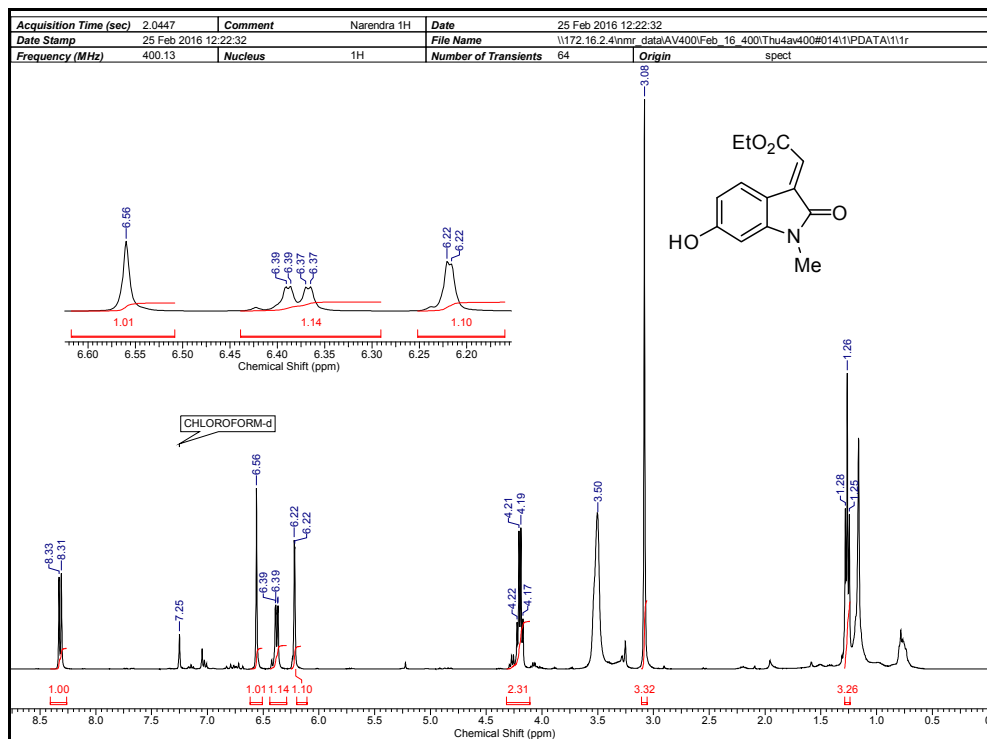 Acquisition Time (sec) 2.0447 Comment Narendra 1H Date 25 Feb 2016 12:22:32
Date Stamp 25 Feb 2016 12:22:32 File Name \\172.16.2.4\nmr_data\AV400\Feb_16_400\Thu4av400#014\1\PDATA\1\1r
Frequency (MHz) 400.13 Nucleus 1H Number of Transients 64 Origin spect
3.08
EtO2C
O
N
HO
Me
6.56
6.39 6.39 6.37 6.37
6.22 6.22
1.01 1.14 1.10
6.60 6.55 6.50 6.45 6.40 6.35 6.30 6.25 6.20
Chemical Shift (ppm)
CHLOROFORM-d
8.33 8.31
7.25
6.56
6.39 6.39
6.22 6.22
4.22 4.21 4.19 4.17
3.50
1.28 1.26 1.25
1.00 1.01 1.14 1.10 2.31 3.32 3.26
8.5 8.0 7.5 7.0 6.5 6.0 5.5 5.0 4.5 4.0 3.5 3.0 2.5 2.0 1.5 1.0 0.5 0
Chemical Shift (ppm)